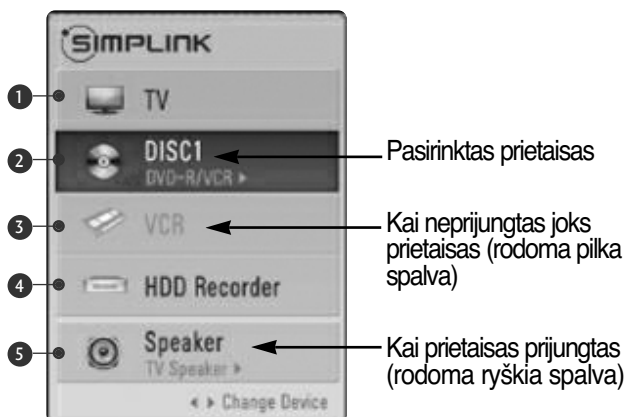 SIMPLINK
1 TV
2 DISC1 Pasirinktas prietaisas
DVD-R/VCR ▸
3 VCR Kai neprijungtas joks
prietaisas (rodoma pilka
spalva)
4 HDD Recorder
5 Speaker Kai prietaisas prijungtas
TV Speaker ▸ (rodoma ryškia spalva)
◂ ▸ Change Device